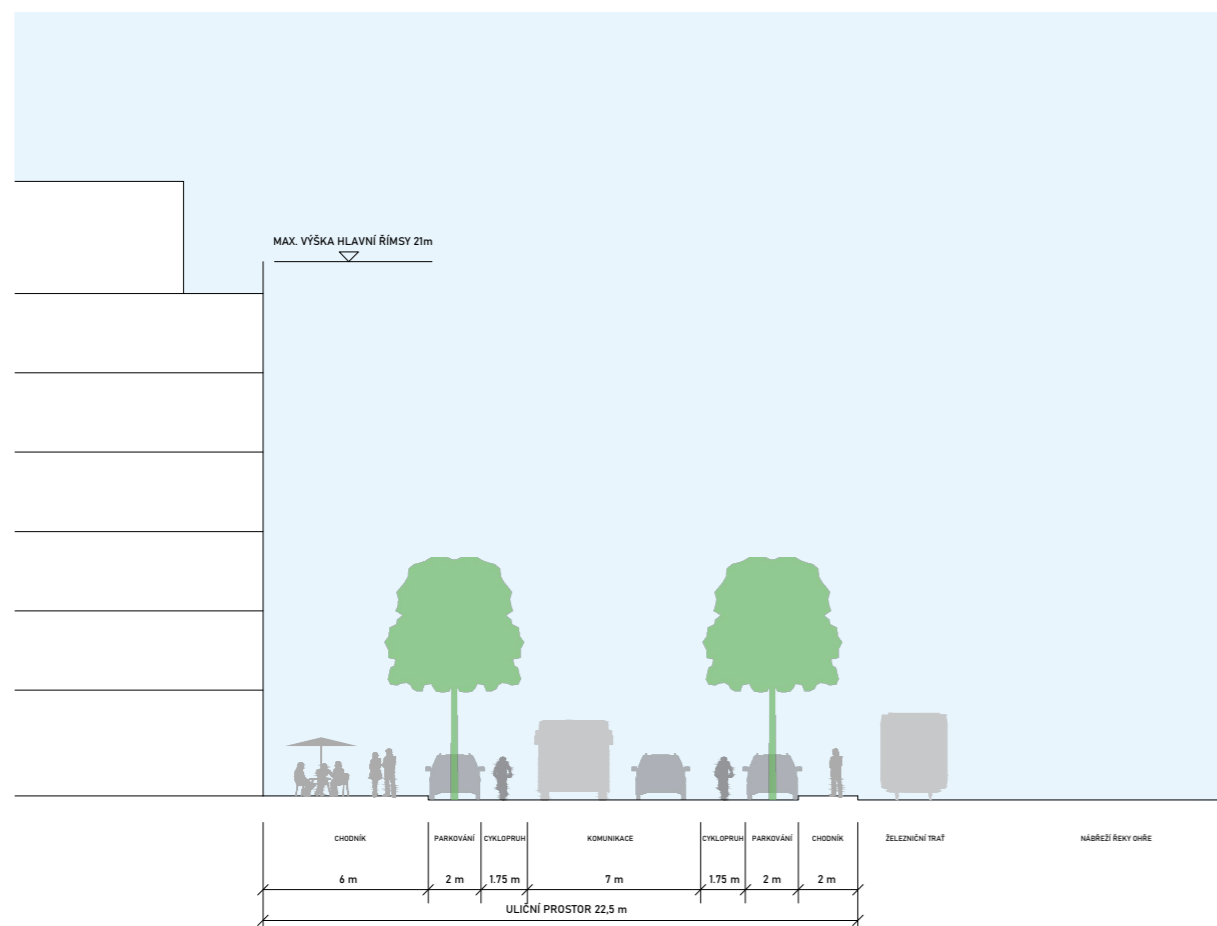 MAX. VÝŠKA HLAVNÍ ŘÍMSY 21m
CHODNÍK PARKOVÁNÍ CYKLOPRUH KOMUNIKACE CYKLOPRUH PARKOVÁNÍ CHODNÍK ŽELEZNIČNÍ TRAŤ NÁBŘEŽÍ ŘEKY OHŘE
6 m 2 m 1.75 m 7 m 1.75 m 2 m 2 m
ULIČNÍ PROSTOR 22,5 m